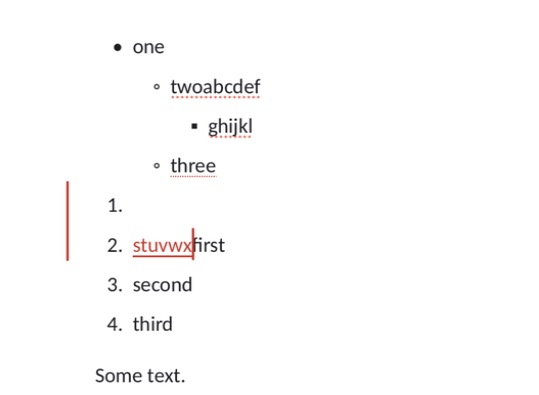 • one
◦ twoabcdef
▪ ghijkl
◦ three
1.
2. stuvwxfirst
3. second
4. third
Some text.